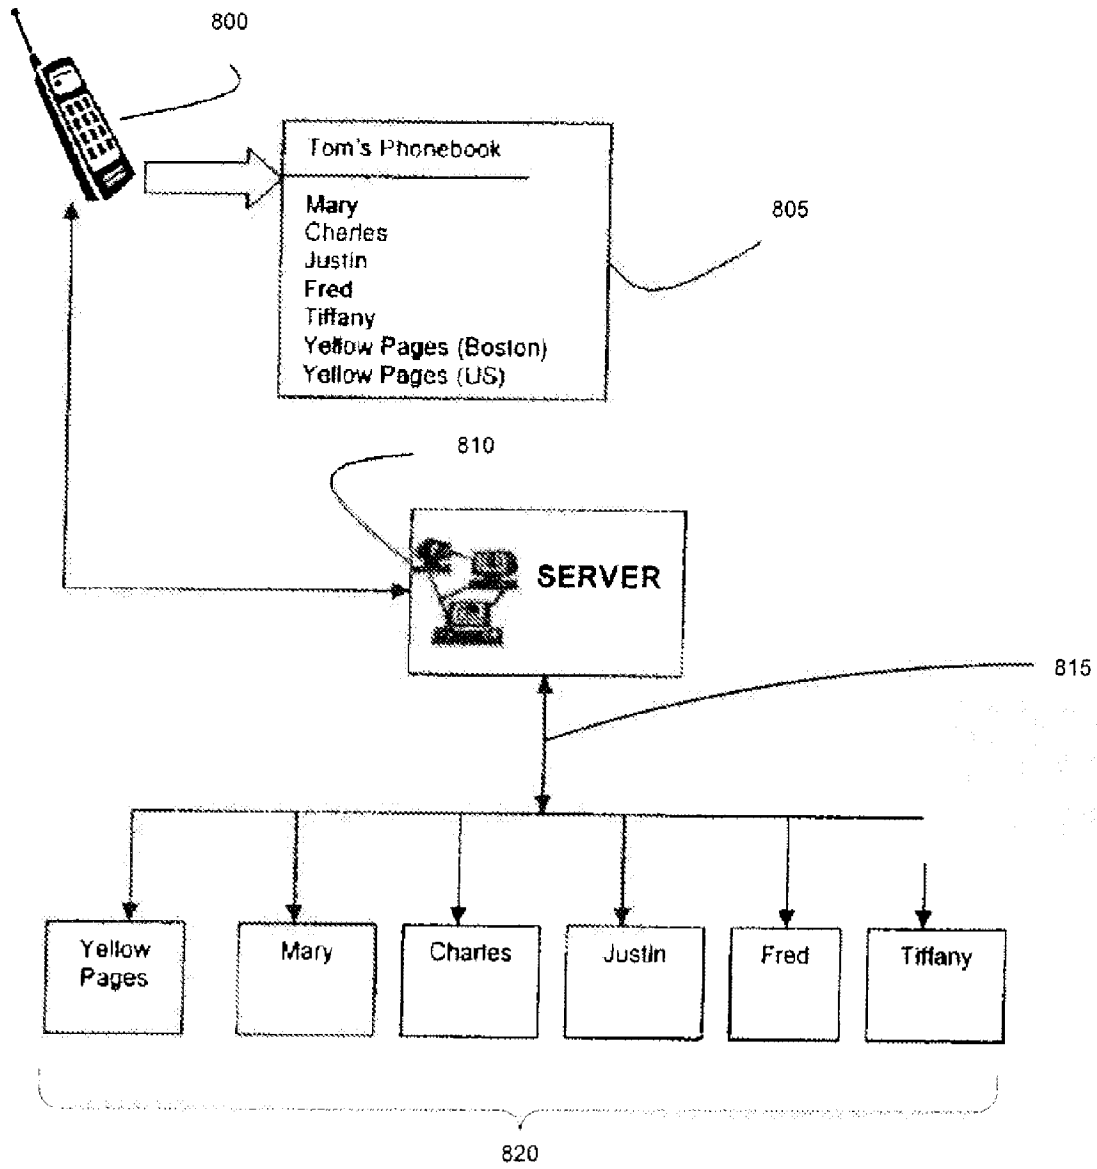 800
Tom's Phonebook
Mary
Charles
Justin
Fred
Tiffany
Yellow Pages (Boston)
Yellow Pages (US)
805
810
SERVER
815
Yellow
Pages
Mary
Charles
Justin
Fred
Tiffany
820